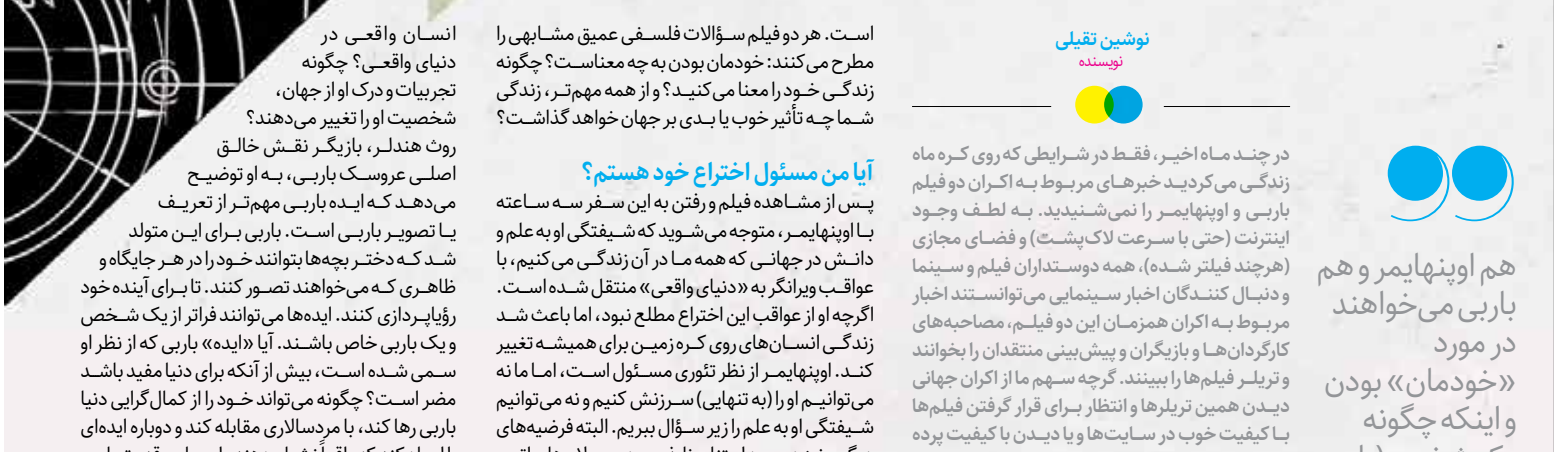 هم اوپنهایمر و هم
باربی می‌خواهند
در مورد
«خودمان» بودن
و اینکه چگونه
نوشین تقیلی
نویسنده
در چند ماه اخیر، فقط در شرایطی که روی کره ماه
زندگی می‌کردید خبرهای مربوط به اکران دو فیلم
باربی و اوپنهایمر را نمی‌شنیدید. به لطف وجود
اینترنت (حتی با سرعت لاک‌پشت) و فضای مجازی
(هرچند فیلتر شده)، همه دوستداران فیلم و سینما
و دنبال کنندگان اخبار سینمایی می‌توانستند اخبار
مربوط به اکران همزمان این دو فیلم، مصاحبه‌های
کارگردان‌ها و بازیگران و پیش‌بینی منتقدان را بخوانند
و تریلر فیلم‌ها را ببینند. گرچه سهم ما از اکران جهانی
دیدن همین تریلرها و انتظار برای قرار گرفتن فیلم‌ها
با کیفیت خوب در سایت‌ها و یا دیدن با کیفیت پرده
است. هر دو فیلم سؤالات فلسفی عمیق مشابهی را
مطرح می‌کنند: خودمان بودن به چه معناست؟ چگونه
زندگی خود را معنا می‌کنید؟ و از همه مهم‌تر، زندگی
شما چه تأثیر خوب یا بدی بر جهان خواهد گذاشت؟
آیا من مسئول اختراع خود هستم؟
پس از مشاهده فیلم و رفتن به این سفر سه ساعته
با اوپنهایمر، متوجه می‌شوید که شیفتگی او به علم و
دانش در جهانی که همه ما در آن زندگی می‌کنیم، با
عواقب ویرانگر به «دنیای واقعی» منتقل شده است.
اگرچه او از عواقب این اختراع مطلع نبود، اما باعث شد
زندگی انسان‌های روی کره زمین برای همیشه تغییر
کند. اوپنهایمر از نظر تئوری مسئول است، اما ما نه
می‌توانیم او را (به تنهایی) سرزنش کنیم و نه می‌توانیم
شیفتگی او به علم را زیر سؤال ببریم. البته فرضیه‌های
انسان واقعی در
دنیای واقعی؟ چگونه
تجربیات و درک او از جهان،
شخصیت او را تغییر می‌دهند؟
روث هندلر، بازیگر نقش خالق
اصلی عروسک باربی، به او توضیح
می‌دهد که ایده باربی مهم‌تر از تعریف
یا تصویر باربی است. باربی برای این متولد
شد که دختر بچه‌ها بتوانند خود را در هر جایگاه و
ظاهری که می‌خواهند تصور کنند. تا برای آینده خود
رؤیاپردازی کنند. ایده‌ها می‌توانند فراتر از یک شخص
و یک باربی خاص باشند. آیا «ایده» باربی که از نظر او
سمی شده است، بیش از آنکه برای دنیا مفید باشد
مضر است؟ چگونه می‌تواند خود را از کمال‌گرایی دنیا
باربی رها کند، با مردسالاری مقابله کند و دوباره ایده‌ای